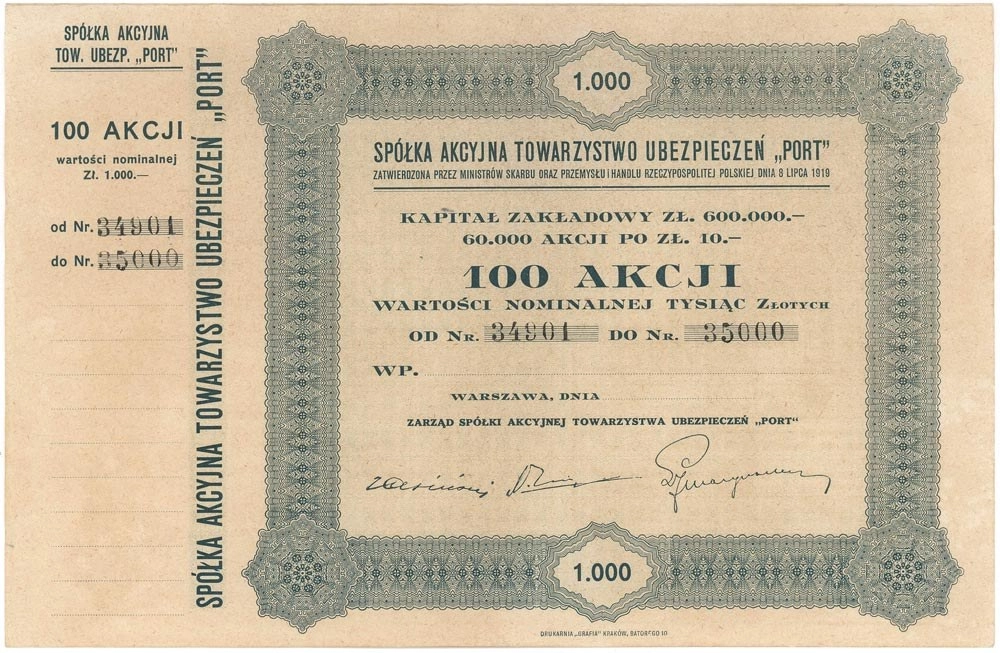 SPÓŁKA AKCYJNA
TOW. UBEZP. „PORT"
100 AKCJI
wartości nominalnej
Zł. 1.000.—
od Nr. 34901
do Nr. 35000
SPÓŁKA AKCYJNA TOWARZYSTWO UBEZPIECZEŃ „PORT"
1.000
SPÓŁKA AKCYJNA TOWARZYSTWO UBEZPIECZEŃ „PORT"
ZATWIERDZONA PRZEZ MINISTRÓW SKARBU ORAZ PRZEMYSŁU I HANDLU RZECZYPOSPOLITEJ POLSKIEJ DNIA 8 LIPCA 1919
KAPITAŁ ZAKŁADOWY ZŁ. 600.000.—
60.000 AKCJI PO ZŁ. 10.—
100 AKCJI
WARTOŚCI NOMINALNEJ TYSIĄC ZŁOTYCH
OD NR. 34901 DO NR. 35000
WP.
WARSZAWA, DNIA
ZARZĄD SPÓŁKI AKCYJNEJ TOWARZYSTWA UBEZPIECZEŃ „PORT"
1.000
DRUKARNIA „GRAFIA" KRAKÓW, BATOREGO 10